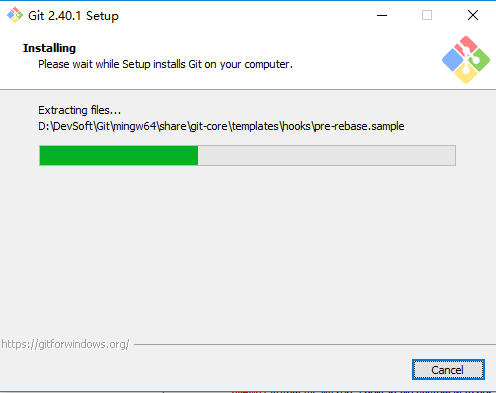 Git 2.40.1 Setup
Installing
Please wait while Setup installs Git on your computer.
Extracting files...
D:\DevSoft\Git\mingw64\share\git-core\templates\hooks\pre-rebase.sample
https://gitforwindows.org/
Cancel